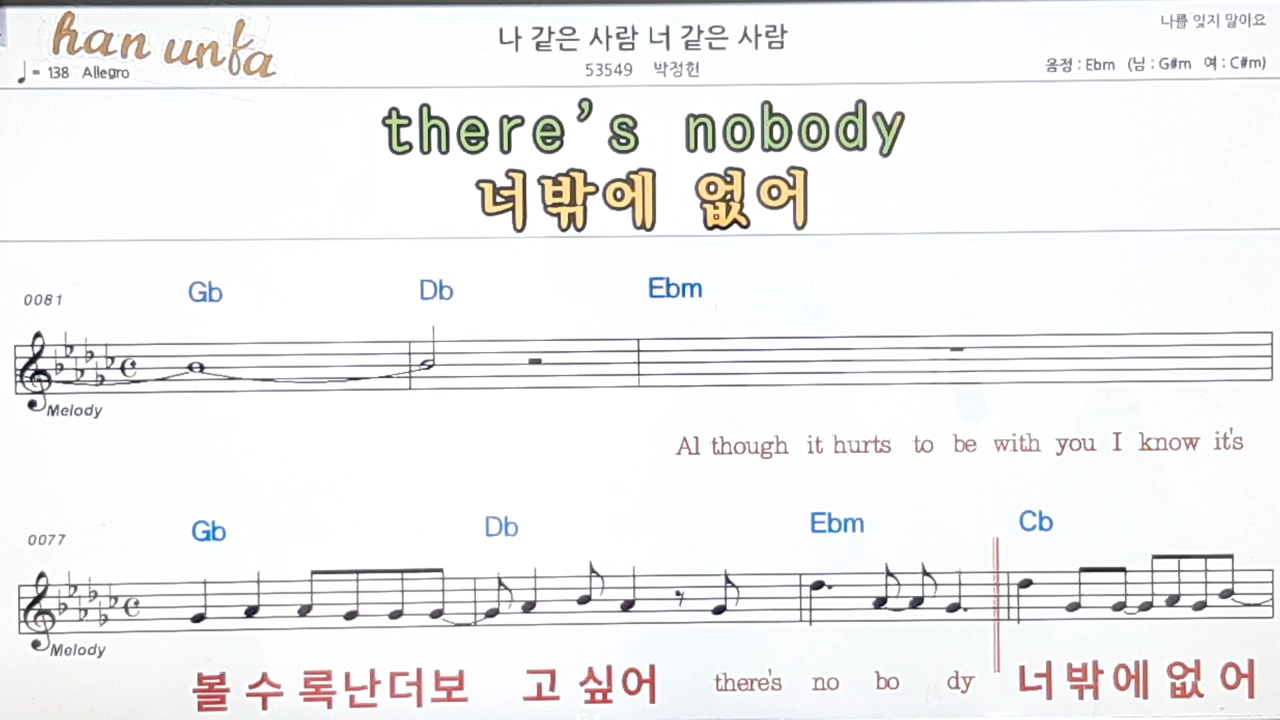 han unfa
나 같은 사람 너 같은 사람
나를 잊지 말아요
♩= 138 Allegro
53549 박정현
음정 : Ebm (남 : G#m 여 : C#m)
there's nobody
너밖에 없어
0081
Gb Db Ebm
Melody
Al though it hurts to be with you I know it's
0077
Gb Db Ebm Cb
Melody
볼 수 록 난 더 보 고 싶 어 there's no bo dy 너 밖 에 없 어